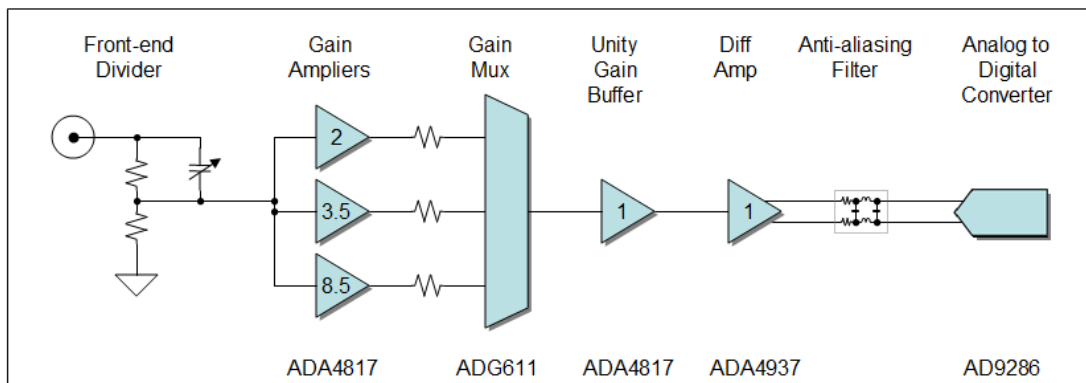 Front-end
Divider
Gain
Ampliers
Gain
Mux
Unity
Gain
Buffer
Diff
Amp
Anti-aliasing
Filter
Analog to
Digital
Converter
2
3.5
8.5
1
1
ADA4817
ADG611
ADA4817
ADA4937
AD9286